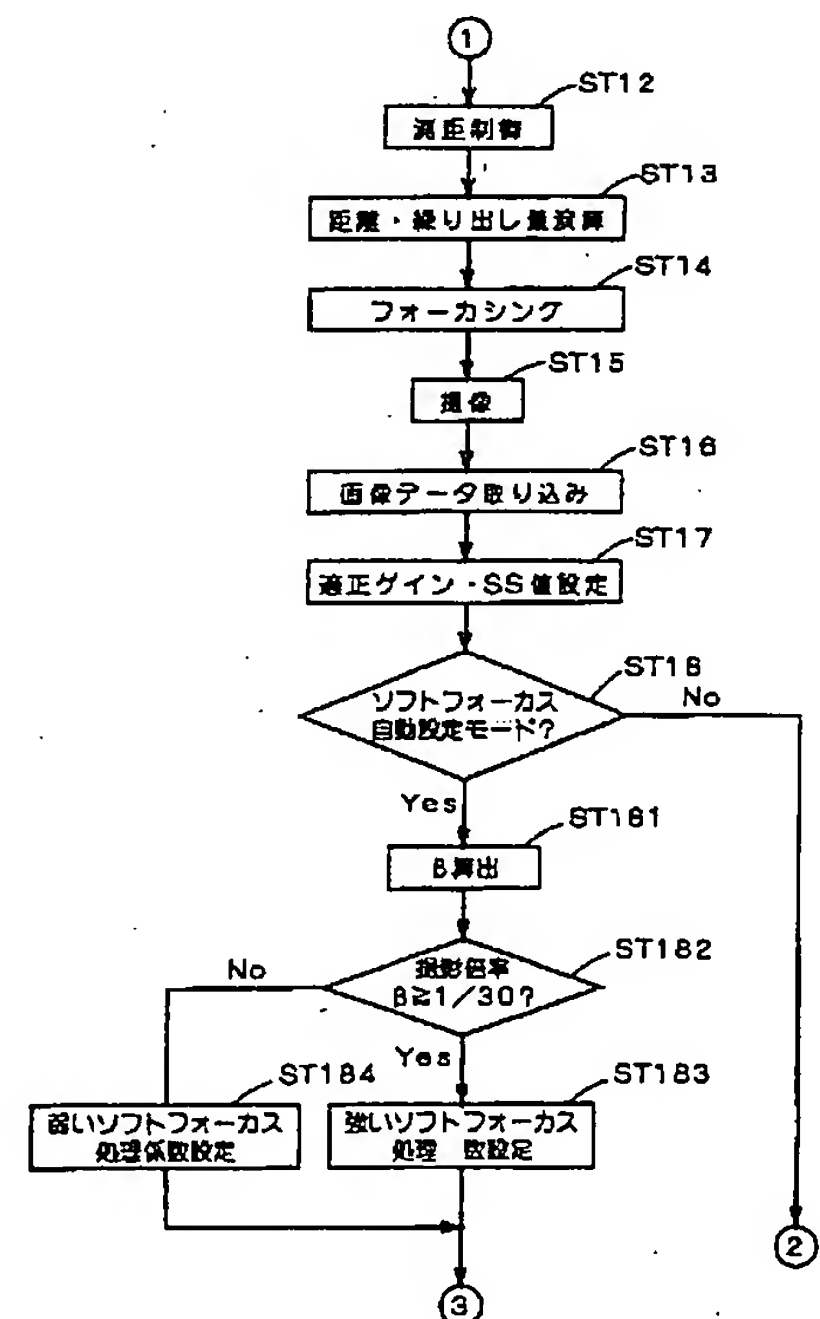 1
ST12
測距制御
ST13
距離・繰り出し量演算
ST14
フォーカシング
ST15
撮像
ST16
画像データ取り込み
ST17
適正ゲイン・SS値設定
ST18
ソフトフォーカス
自動設定モード?
No
Yes
ST181
β算出
ST182
撮影倍率
β≧1/30?
No
Yes
ST184
弱いソフトフォーカス
処理係数設定
ST183
強いソフトフォーカス
処理 数設定
2
3